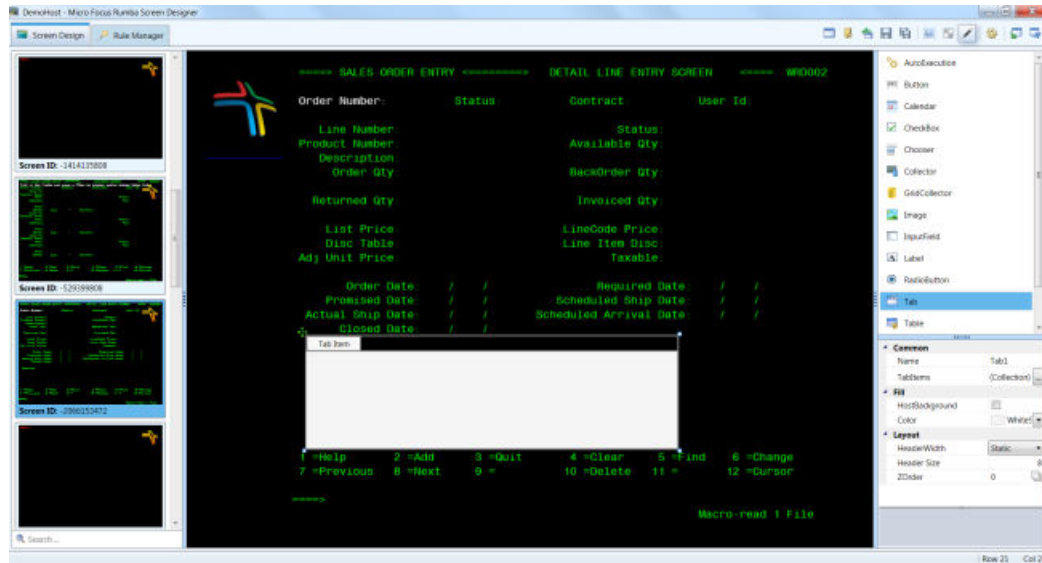 DemoHost - Micro Focus Rumba Screen Designer
Screen Design Rule Manager
Screen ID: -1414135808
Screen ID: -529399808
Screen ID: -2066153472
Search...
=====> SALES ORDER ENTRY <========= DETAIL LINE ENTRY SCREEN <==== WRD002
Order Number: Status: Contract User Id:
Line Number: Status:
Product Number: Available Qty:
Description:
Order Qty BackOrder Qty:
Returned Qty Invoiced Qty:
List Price LineCode Price:
Disc Table Line Item Disc:
Adj Unit Price Taxable:
Order Date: / / Required Date: / /
Promised Date: / / Scheduled Ship Date: / /
Actual Ship Date: / / Scheduled Arrival Date: / /
Closed Date: / /
Tab Item
1 =Help 2 =Add 3 =Quit 4 =Clear 5 =Find 6 =Change
7 =Previous 8 =Next 9 = 10 =Delete 11 = 12 =Cursor
=====>
Macro-read 1 File
AutoExecution
Button
Calendar
CheckBox
Chooser
Collector
GridCollector
Image
InputField
Label
RadioButton
Tab
Table
Common
Name Tab1
TabItems (Collection) ...
Fill
HostBackground
Color
Layout
HeaderWidth Static
Header Size 8
ZOrder 0
Row 21 Col